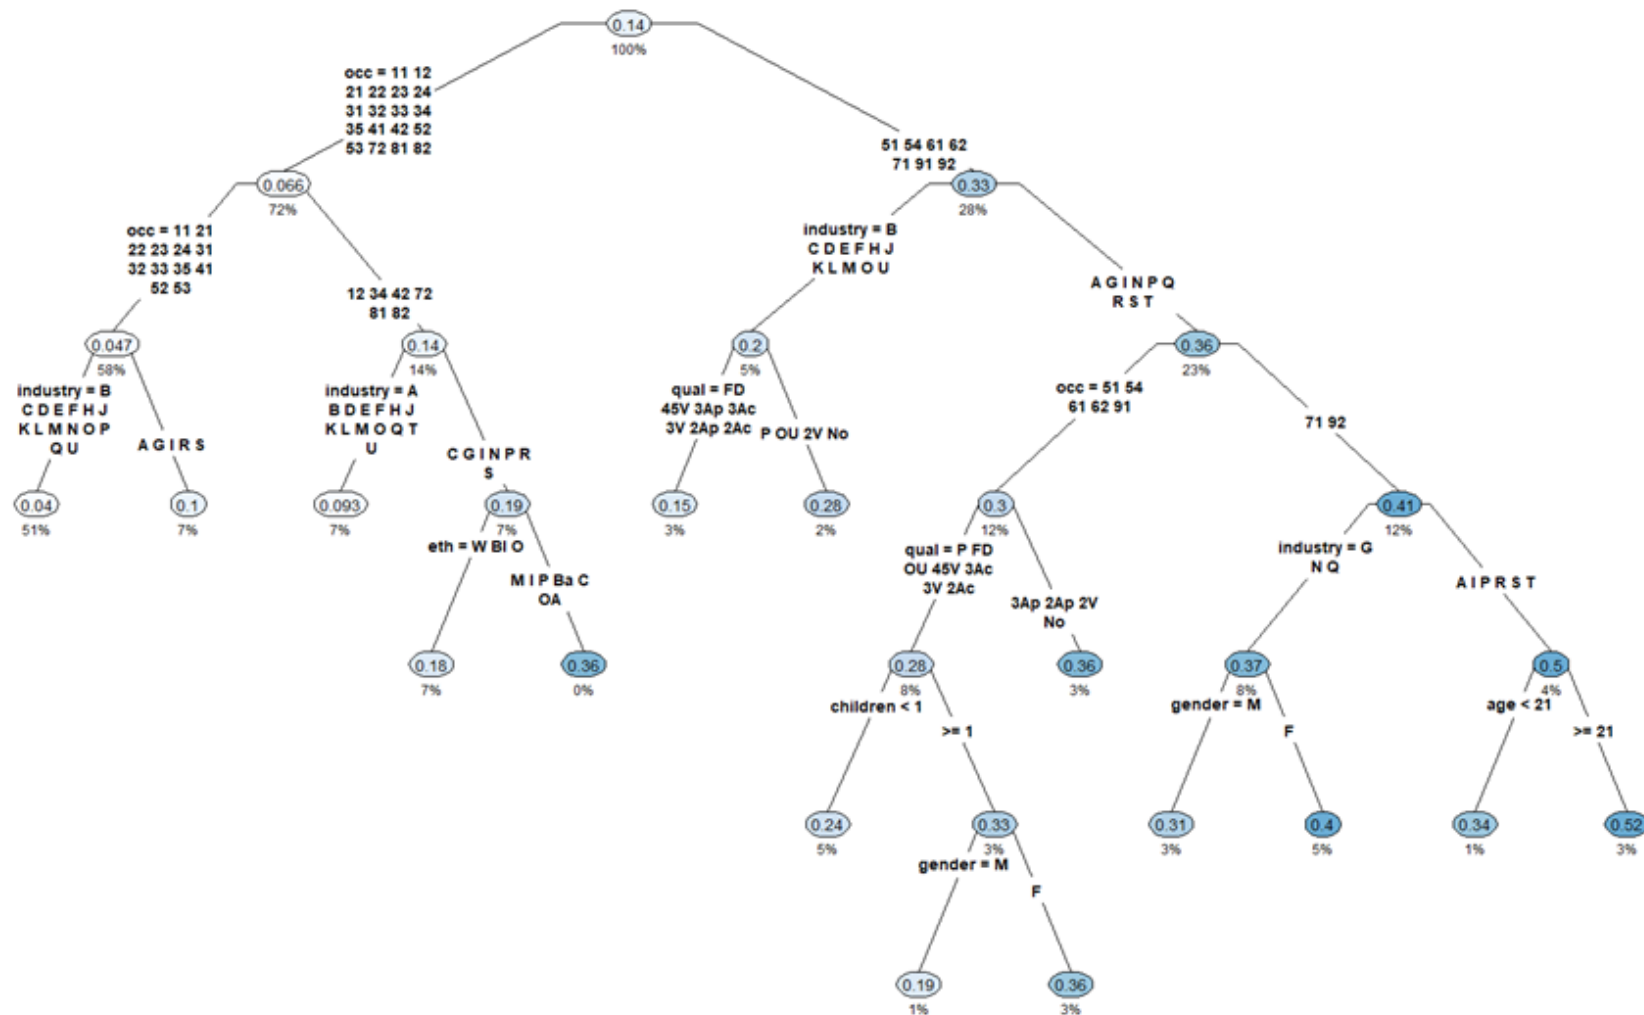 0.14
100%
occ = 11 12
21 22 23 24
31 32 33 34
35 41 42 52
53 72 81 82
51 54 61 62
71 91 92
0.066
72%
0.33
28%
occ = 11 21
22 23 24 31
32 33 35 41
52 53
12 34 42 72
81 82
industry = B
C D E F H J
K L M O U
A G I N P Q
R S T
0.047
58%
0.14
14%
0.2
5%
0.36
23%
industry = B
C D E F H J
K L M N O P
Q U
A G I R S
industry = A
B D E F H J
K L M O Q T
U
C G I N P R
S
qual = FD
45V 3Ap 3Ac
3V 2Ap 2Ac
P OU 2V No
occ = 51 54
61 62 91
71 92
0.04
51%
0.1
7%
0.093
7%
0.19
7%
0.15
3%
0.28
2%
0.3
12%
0.41
12%
eth = W Bl O
M I P Ba C
OA
qual = P FD
OU 45V 3Ac
3V 2Ac
3Ap 2Ap 2V
No
industry = G
N Q
A I P R S T
0.18
7%
0.36
0%
0.28
8%
0.36
3%
0.37
8%
0.5
4%
children < 1
>= 1
gender = M
F
age < 21
>= 21
0.24
5%
0.33
3%
0.31
3%
0.4
5%
0.34
1%
0.52
3%
gender = M
F
0.19
1%
0.36
3%